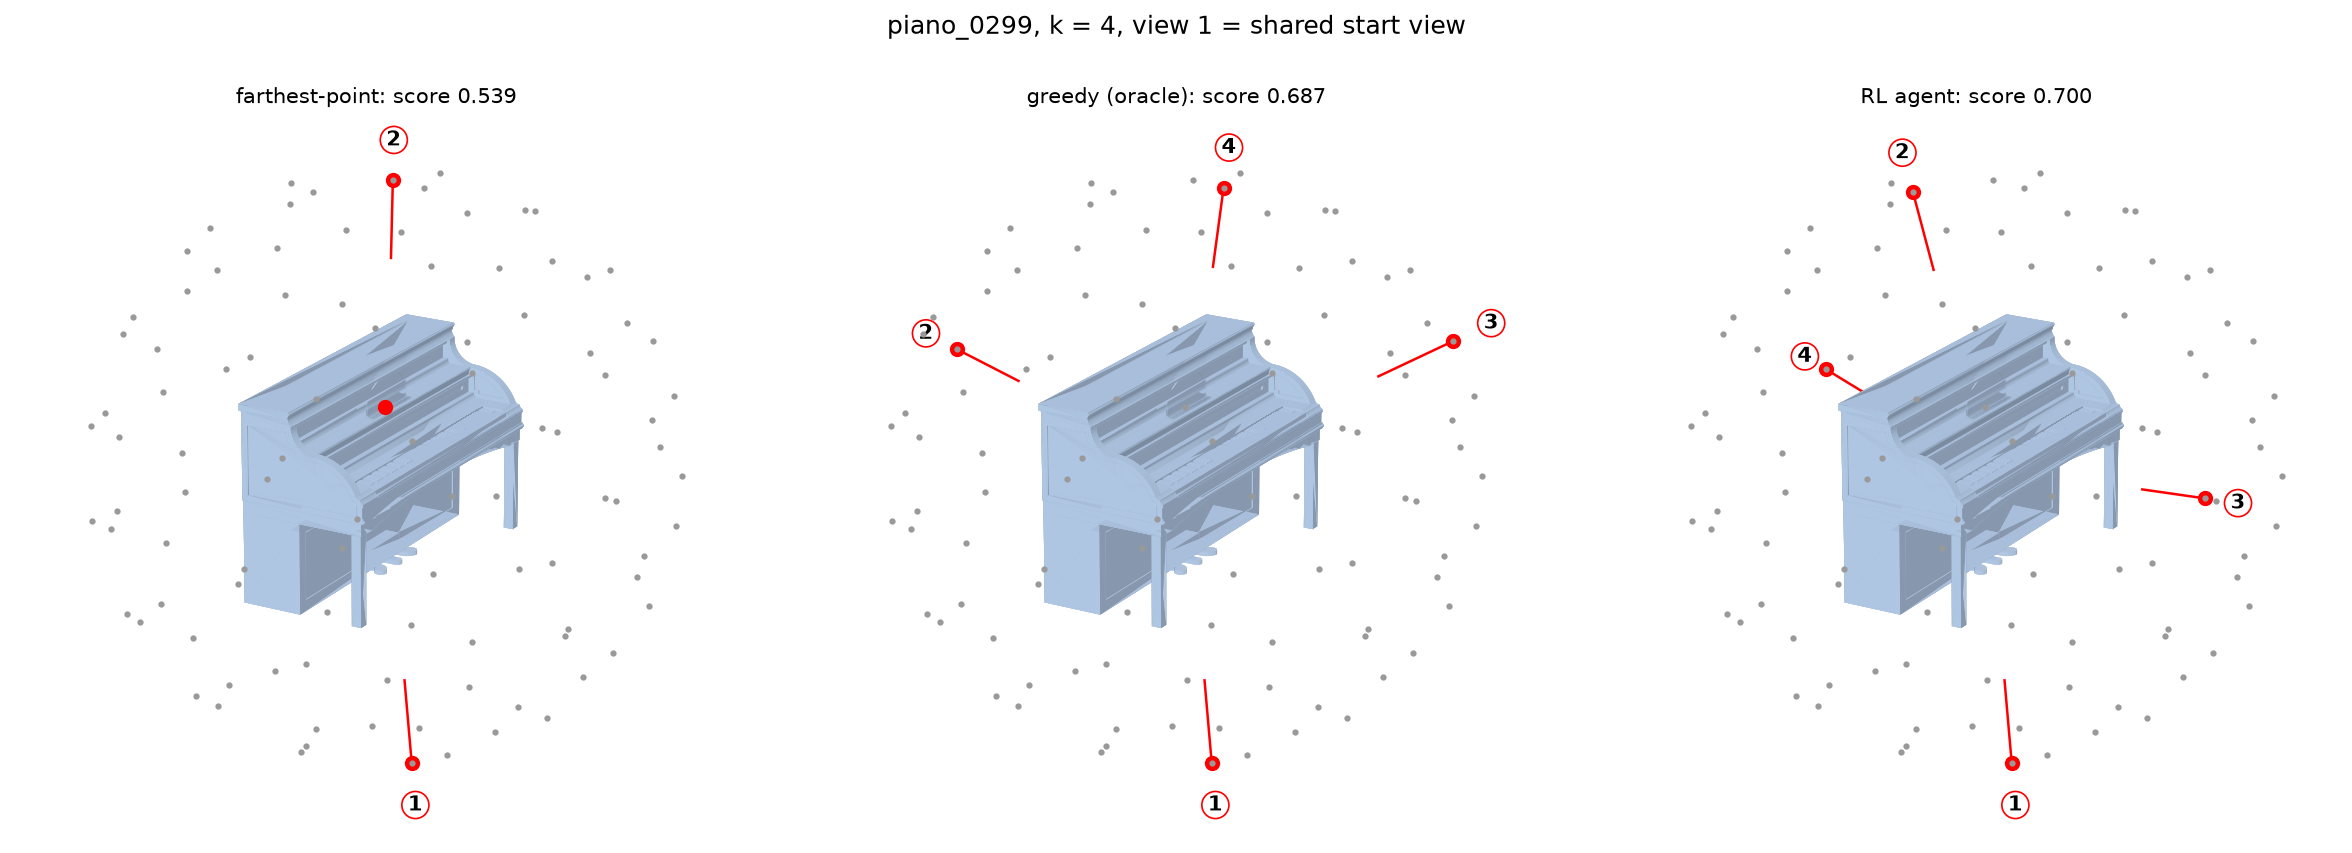 piano_0299, k = 4, view 1 = shared start view
farthest-point: score 0.539
2
1
greedy (oracle): score 0.687
4
2
3
1
RL agent: score 0.700
2
4
3
1